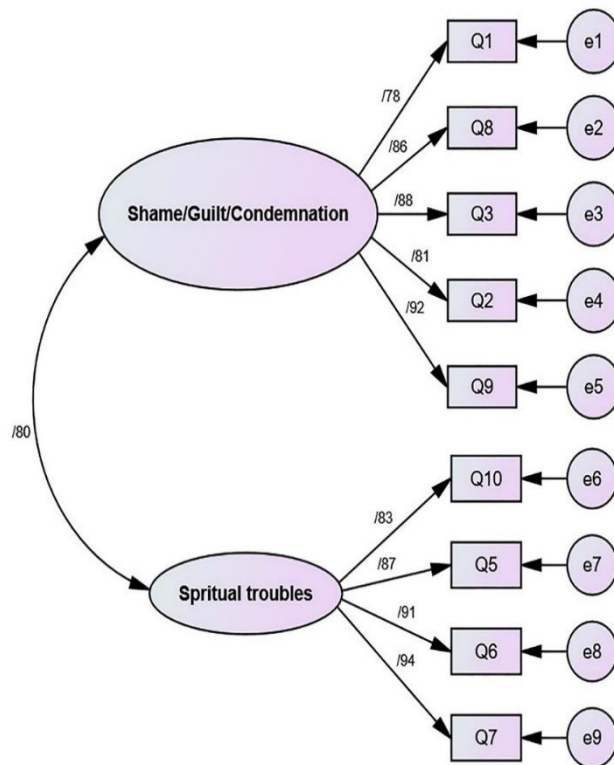 Q1
e1
/78
Q8
e2
/86
Shame/Guilt/Condemnation
/88
Q3
e3
/81
Q2
e4
/92
Q9
e5
/80
Q10
e6
/83
Q5
e7
/87
Spritual troubles
/91
Q6
e8
/94
Q7
e9